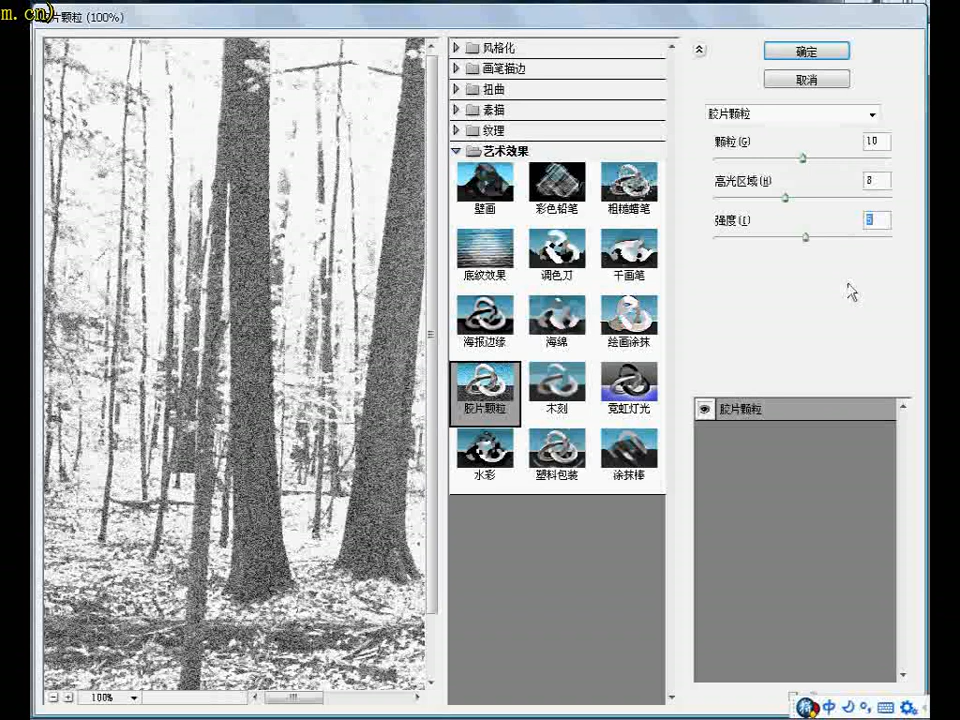 m.cn)
片颗粒 (100%)
风格化
画笔描边
扭曲
素描
纹理
艺术效果
壁画
彩色铅笔
粗糙蜡笔
底纹效果
调色刀
干画笔
海报边缘
海绵
绘画涂抹
胶片颗粒
木刻
霓虹灯光
水彩
塑料包装
涂抹棒
100%
确定
取消
胶片颗粒
颗粒(G)
10
高光区域(H)
8
强度(I)
5
胶片颗粒
中